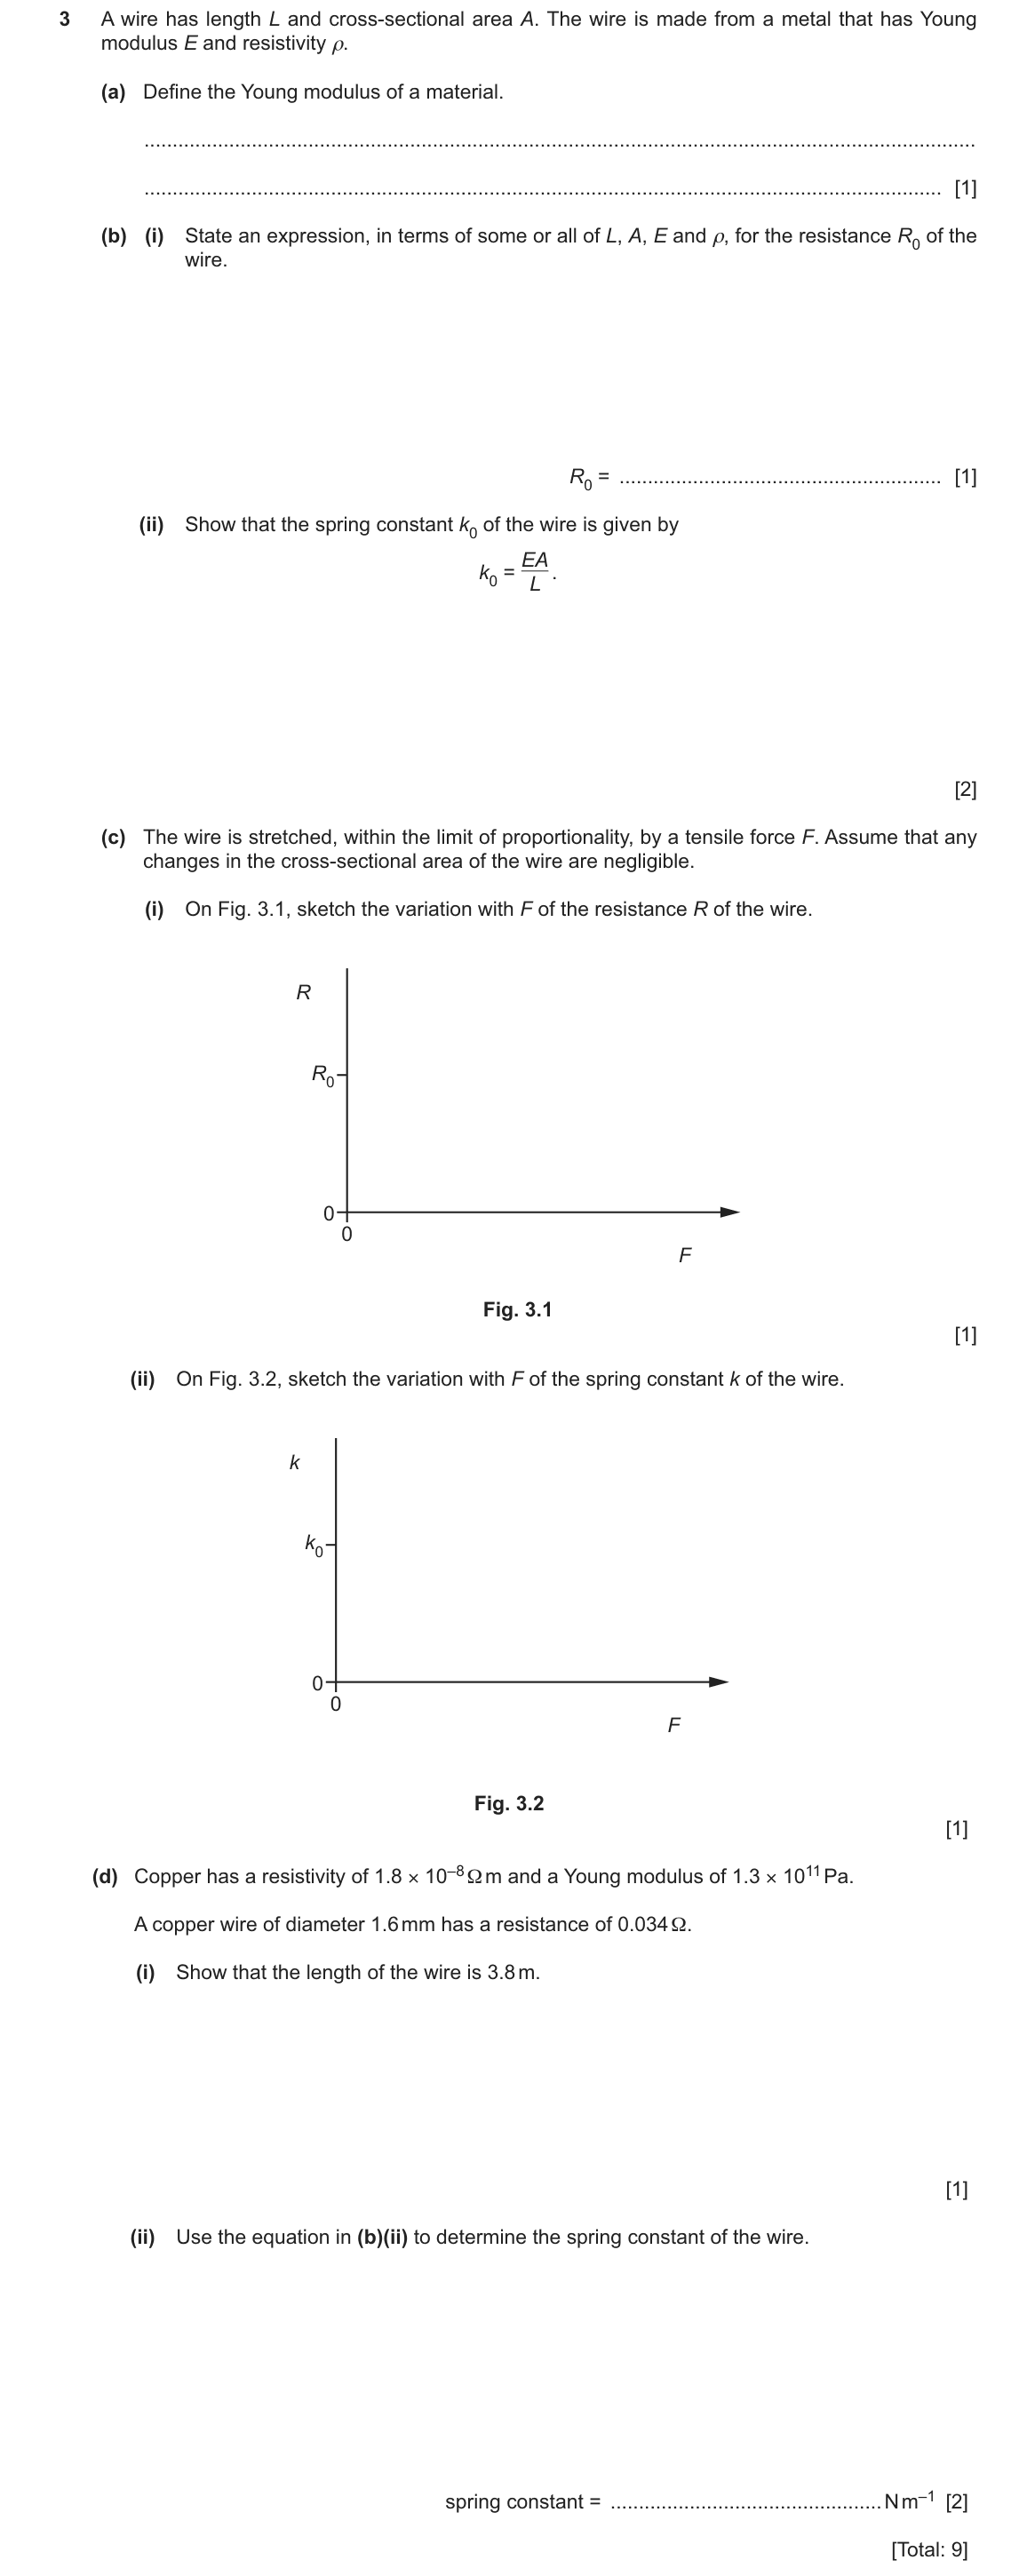 3 A wire has length L and cross-sectional area A. The wire is made from a metal that has Young
modulus E and resistivity ρ.
(a) Define the Young modulus of a material.
...................................................................................................................................................
............................................................................................................................................. [1]
(b) (i) State an expression, in terms of some or all of L, A, E and ρ, for the resistance R₀ of the
wire.
R₀ = ......................................................... [1]
(ii) Show that the spring constant k₀ of the wire is given by
k₀ = EA/L.
[2]
(c) The wire is stretched, within the limit of proportionality, by a tensile force F. Assume that any
changes in the cross-sectional area of the wire are negligible.
(i) On Fig. 3.1, sketch the variation with F of the resistance R of the wire.
R
R₀
0
0
F
Fig. 3.1
[1]
(ii) On Fig. 3.2, sketch the variation with F of the spring constant k of the wire.
k
k₀
0
0
F
Fig. 3.2
[1]
(d) Copper has a resistivity of 1.8 × 10⁻⁸ Ω m and a Young modulus of 1.3 × 10¹¹ Pa.
A copper wire of diameter 1.6 mm has a resistance of 0.034 Ω.
(i) Show that the length of the wire is 3.8 m.
[1]
(ii) Use the equation in (b)(ii) to determine the spring constant of the wire.
spring constant = ................................................ N m⁻¹ [2]
[Total: 9]